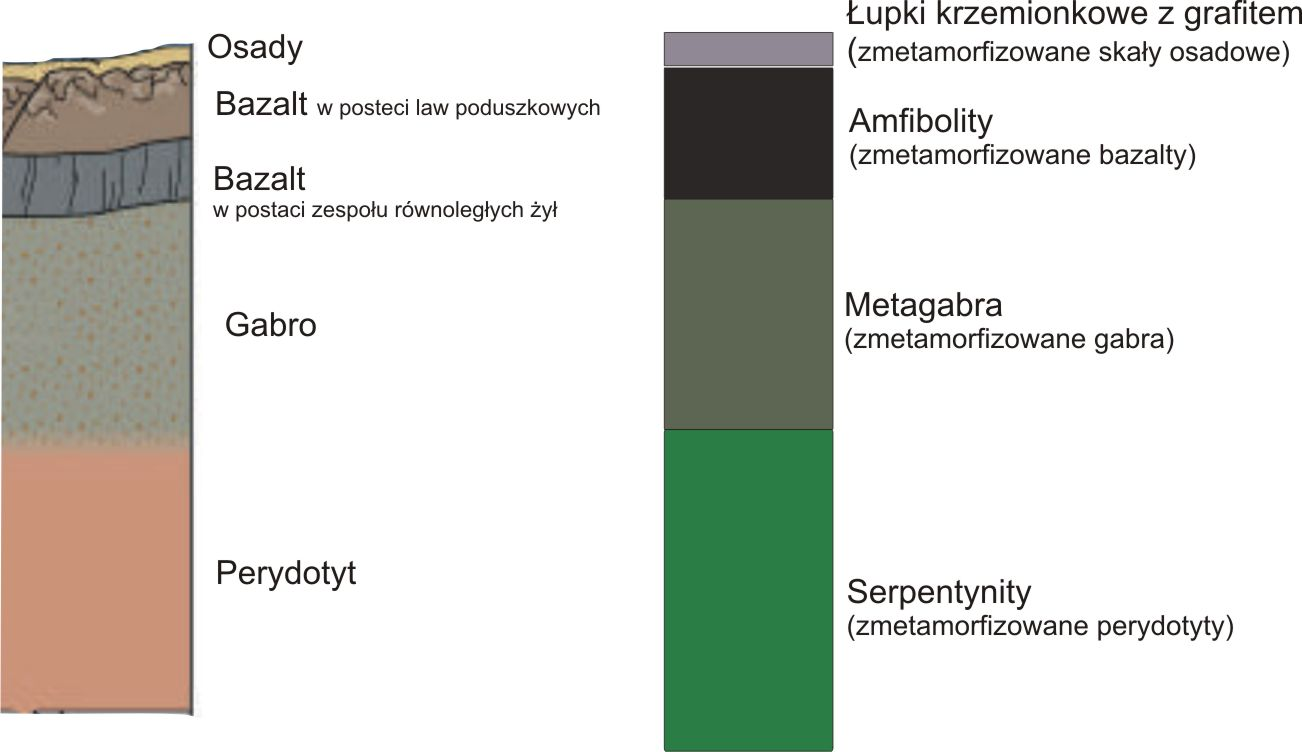 Osady
Bazalt w posteci law poduszkowych
Bazalt
w postaci zespołu równoległych żył
Gabro
Perydotyt
Łupki krzemionkowe z grafitem
(zmetamorfizowane skały osadowe)
Amfibolity
(zmetamorfizowane bazalty)
Metagabra
(zmetamorfizowane gabra)
Serpentynity
(zmetamorfizowane perydotyty)